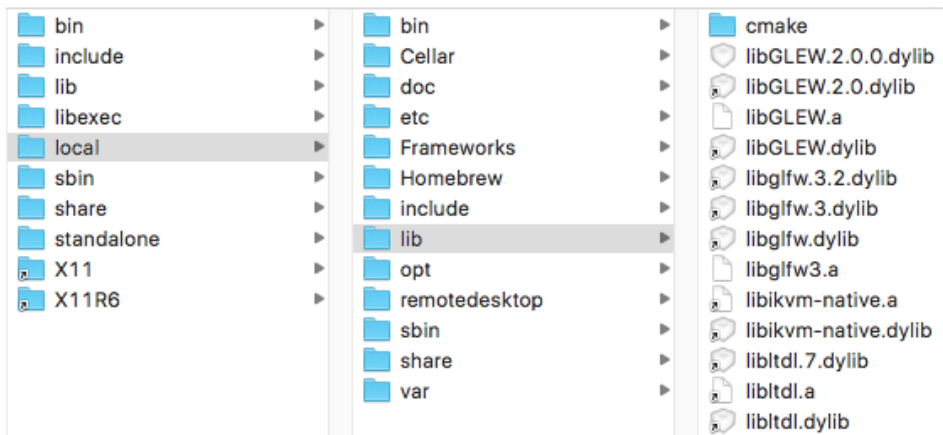 bin
include
lib
libexec
local
sbin
share
standalone
X11
X11R6
bin
Cellar
doc
etc
Frameworks
Homebrew
include
lib
opt
remotedesktop
sbin
share
var
cmake
libGLEW.2.0.0.dylib
libGLEW.2.0.dylib
libGLEW.a
libGLEW.dylib
libglfw.3.2.dylib
libglfw.3.dylib
libglfw.dylib
libglfw3.a
libikvm-native.a
libikvm-native.dylib
libltdl.7.dylib
libltdl.a
libltdl.dylib